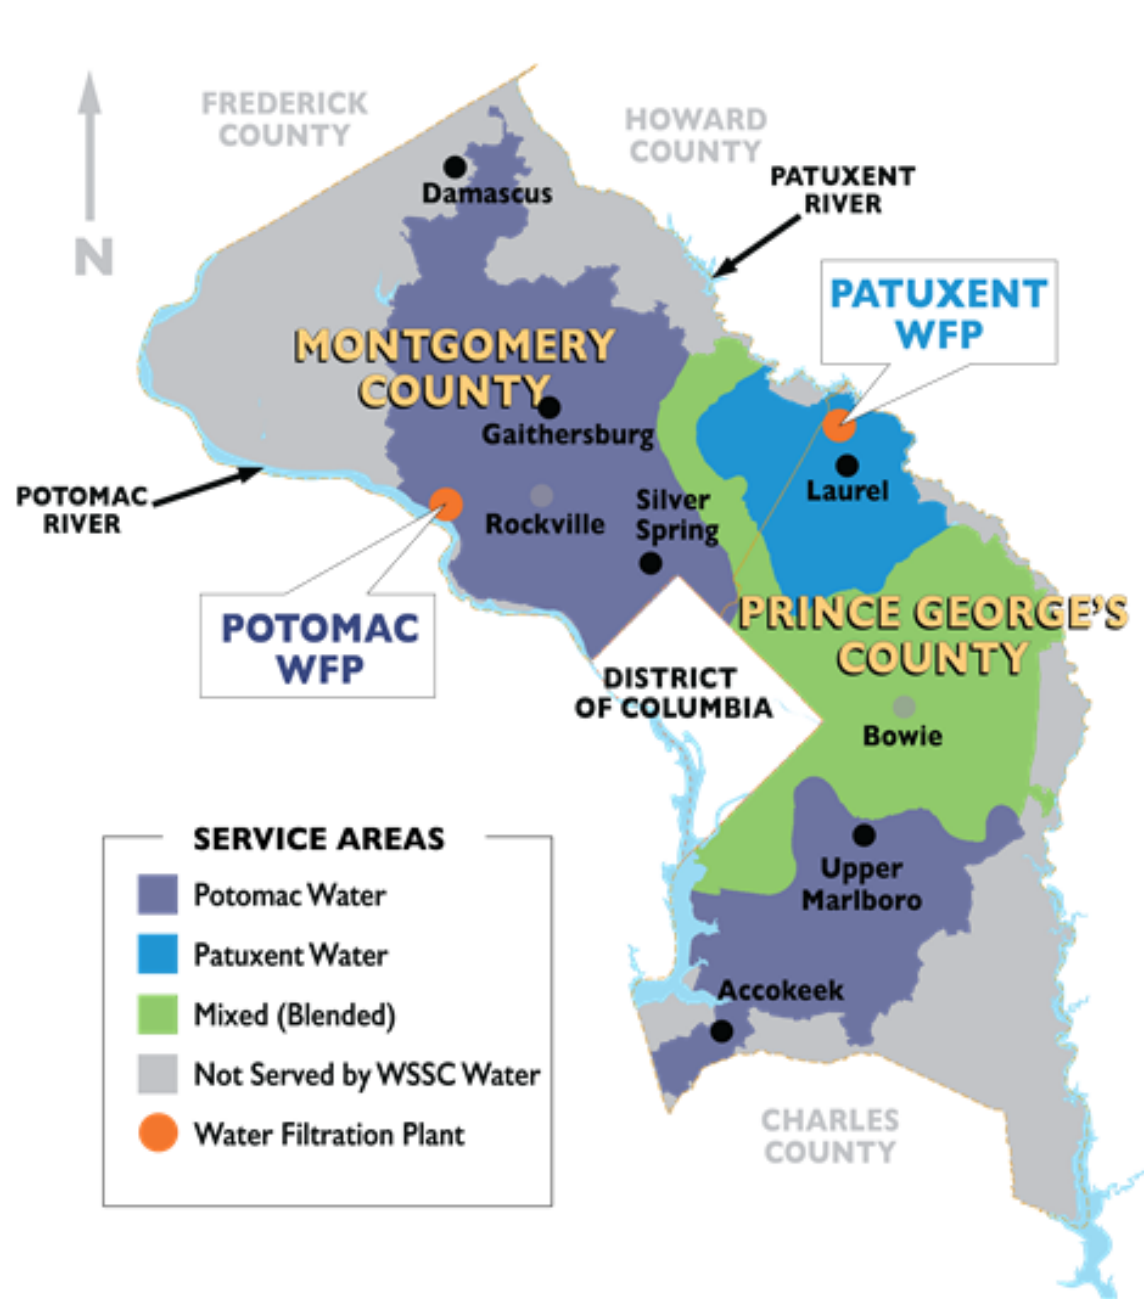 FREDERICK
COUNTY
HOWARD
COUNTY
PATUXENT
RIVER
N
Damascus
PATUXENT
WFP
MONTGOMERY
COUNTY
Gaithersburg
Laurel
POTOMAC
RIVER
Silver
Spring
Rockville
POTOMAC
WFP
PRINCE GEORGE'S
COUNTY
DISTRICT
OF COLUMBIA
Bowie
SERVICE AREAS
Potomac Water
Patuxent Water
Mixed (Blended)
Not Served by WSSC Water
Water Filtration Plant
Upper
Marlboro
Accokeek
CHARLES
COUNTY